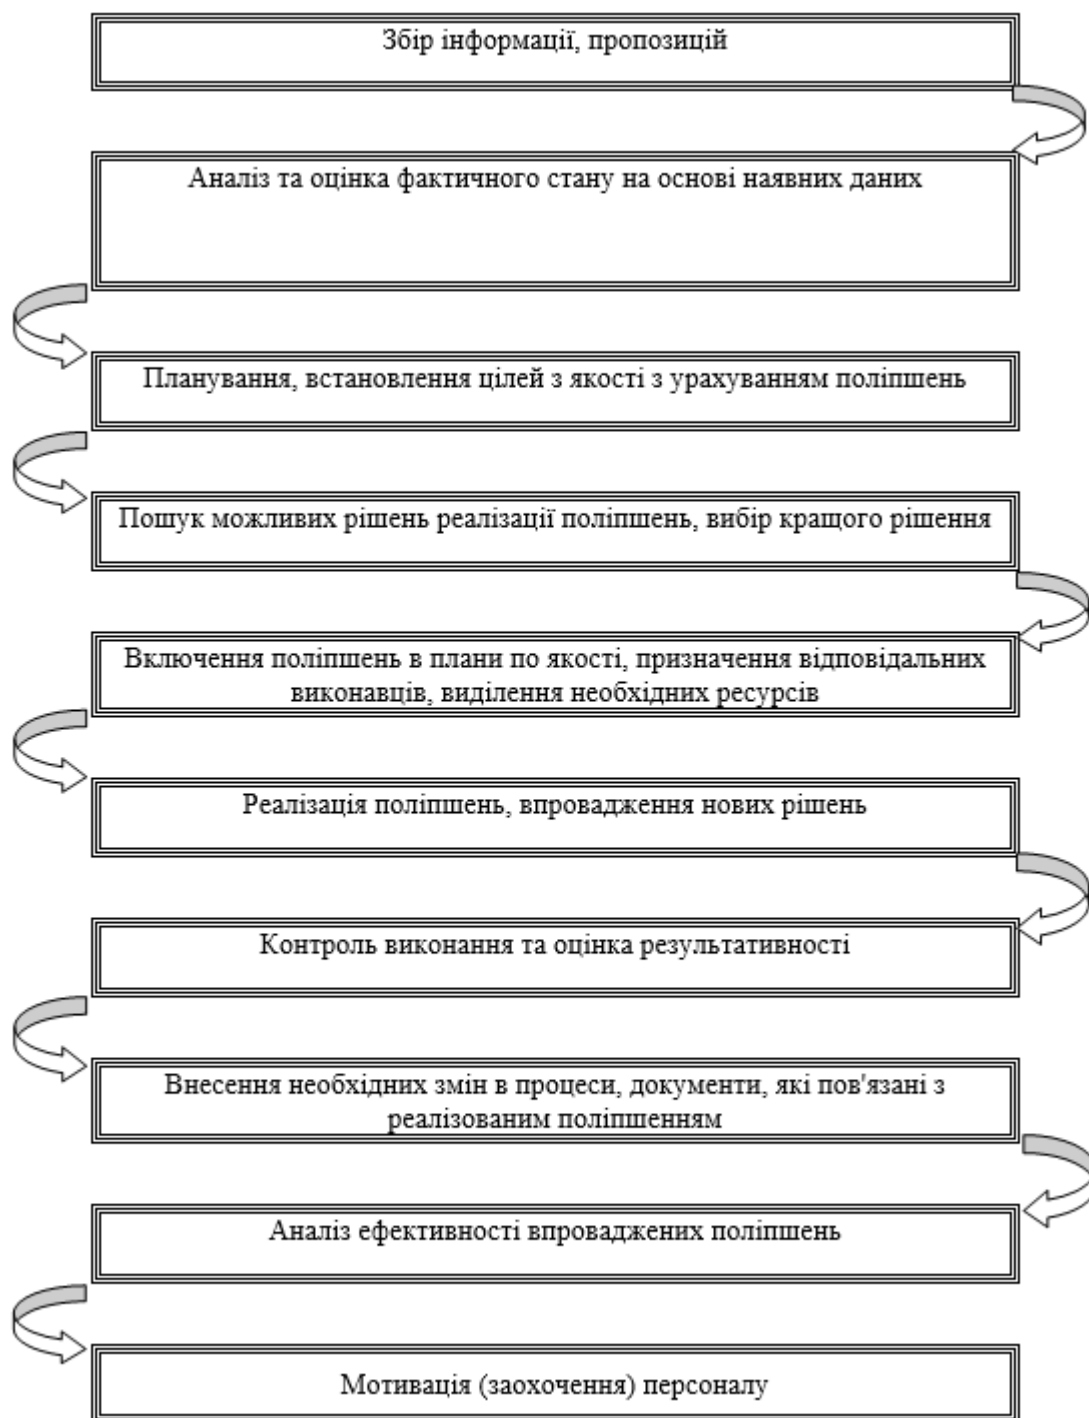 Збір інформації, пропозицій
Аналіз та оцінка фактичного стану на основі наявних даних
Планування, встановлення цілей з якості з урахуванням поліпшень
Пошук можливих рішень реалізації поліпшень, вибір кращого рішення
Включення поліпшень в плани по якості, призначення відповідальних
виконавців, виділення необхідних ресурсів
Реалізація поліпшень, впровадження нових рішень
Контроль виконання та оцінка результативності
Внесення необхідних змін в процеси, документи, які пов'язані з
реалізованим поліпшенням
Аналіз ефективності впроваджених поліпшень
Мотивація (заохочення) персоналу